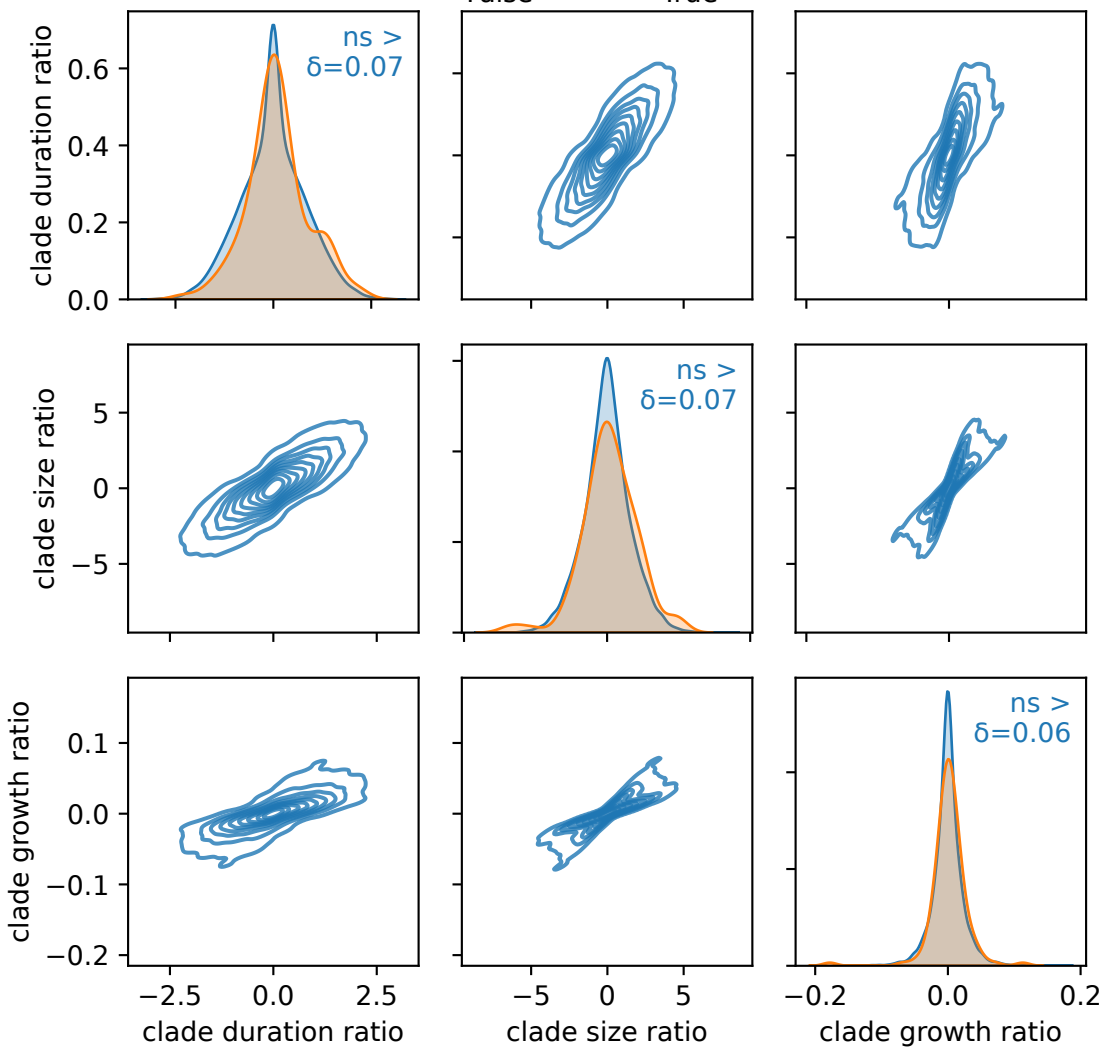 True
clade duration ratio
0.6
0.4
0.2
0.0
ns >
δ=0.07
clade size ratio
5
0
−5
ns >
δ=0.07
clade growth ratio
0.1
0.0
−0.1
−0.2
ns >
δ=0.06
−2.5 0.0 2.5
−5 0 5
−0.2 0.0 0.2
clade duration ratio
clade size ratio
clade growth ratio